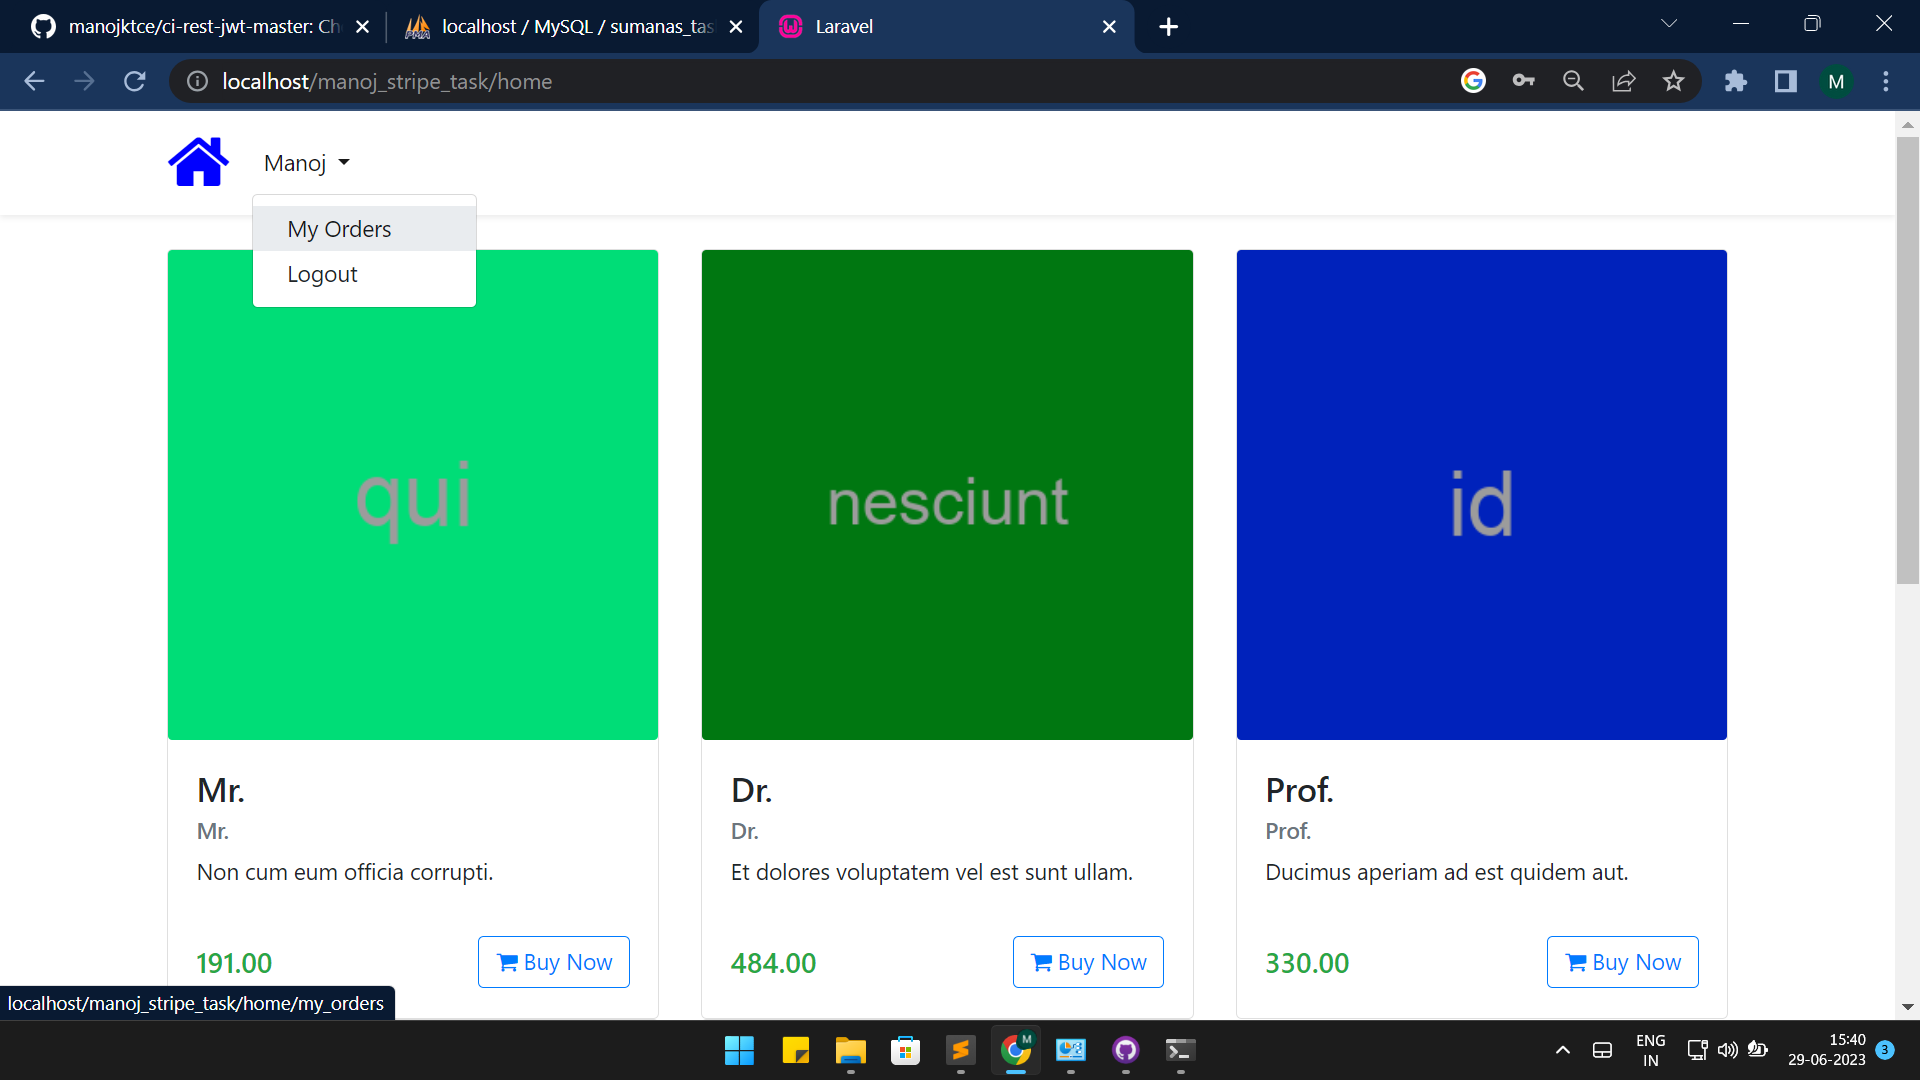 manojktce/ci-rest-jwt-master: Ch
localhost / MySQL / sumanas_tas
Laravel
localhost/manoj_stripe_task/home
M
Manoj
My Orders
Logout
qui
nesciunt
id
Mr.
Mr.
Non cum eum officia corrupti.
191.00
Buy Now
Dr.
Dr.
Et dolores voluptatem vel est sunt ullam.
484.00
Buy Now
Prof.
Prof.
Ducimus aperiam ad est quidem aut.
330.00
Buy Now
localhost/manoj_stripe_task/home/my_orders
M
ENG
IN
15:40
29-06-2023
3